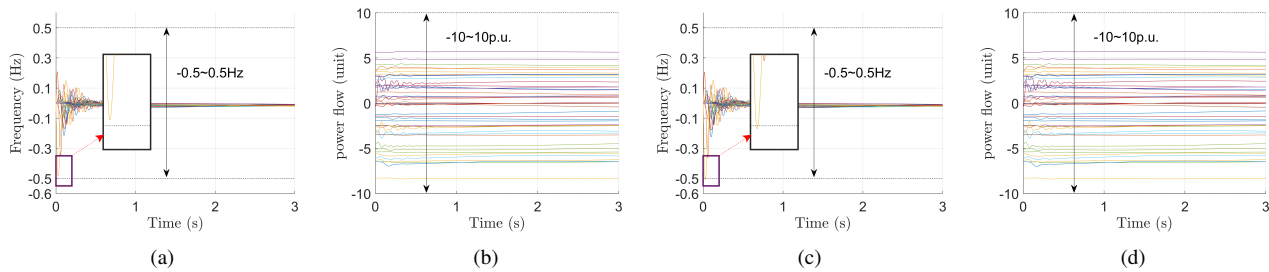 0.5
0.3
0.1
-0.1
-0.3
-0.5
-0.6
Frequency (Hz)
-0.5~0.5Hz
0
1
2
3
Time (s)
(a)
10
5
0
-5
-10
power flow (unit)
-10~10p.u.
0
1
2
3
Time (s)
(b)
0.5
0.3
0.1
-0.1
-0.3
-0.5
-0.6
Frequency (Hz)
-0.5~0.5Hz
0
1
2
3
Time (s)
(c)
10
5
0
-5
-10
power flow (unit)
-10~10p.u.
0
1
2
3
Time (s)
(d)